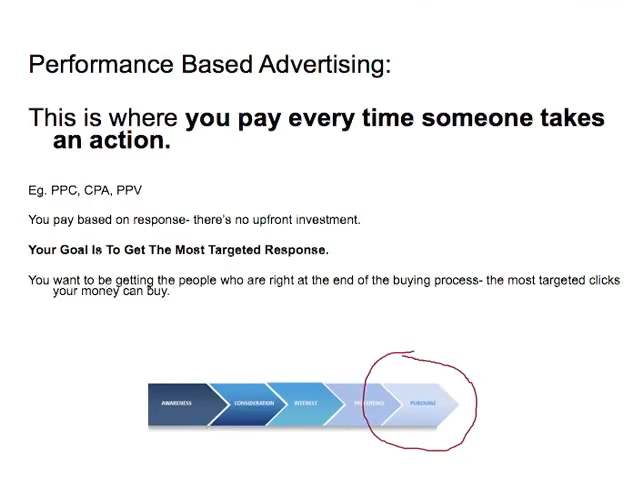 Performance Based Advertising:
This is where you pay every time someone takes
an action.
Eg. PPC, CPA, PPV
You pay based on response- there's no upfront investment.
Your Goal Is To Get The Most Targeted Response.
You want to be getting the people who are right at the end of the buying process- the most targeted clicks
your money can buy.
AWARENESS CONSIDERATION INTEREST PREFERENCE PURCHASE